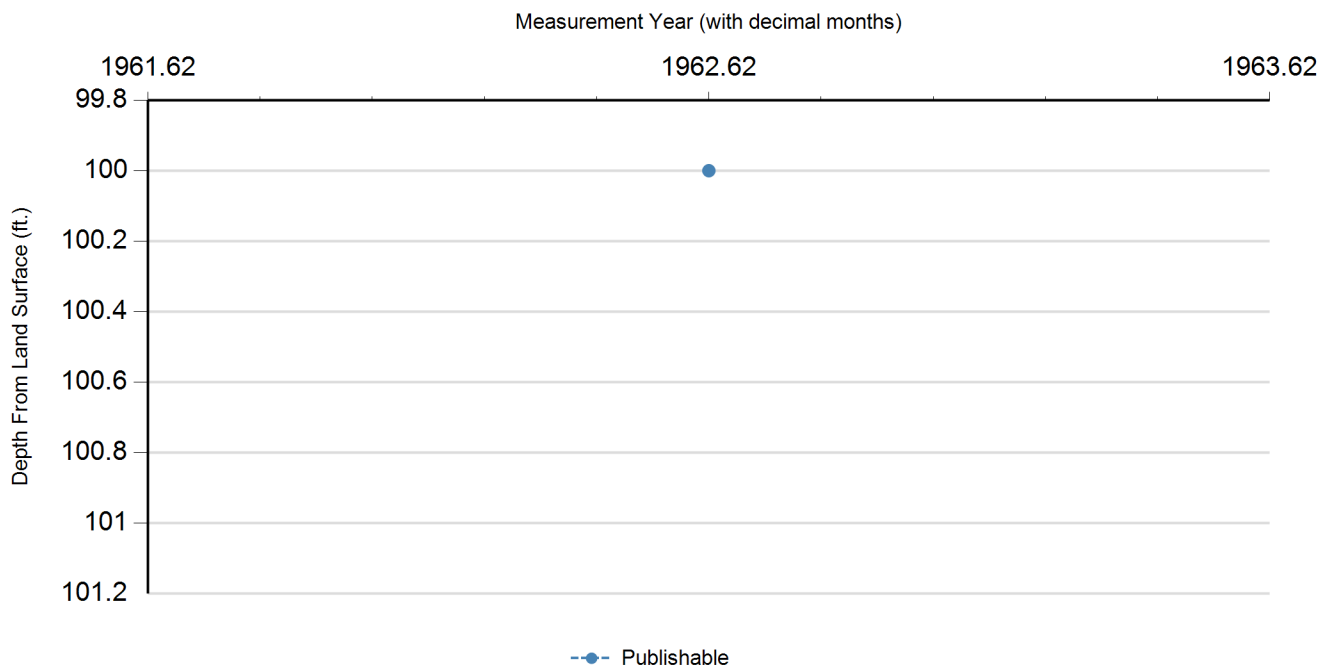 Measurement Year (with decimal months)
1961.62 1962.62 1963.62
99.8
100
100.2
100.4
100.6
100.8
101
101.2
Depth From Land Surface (ft.)
Publishable